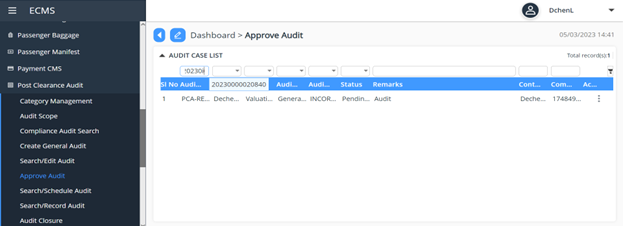 ECMS
DchenL
Passenger Baggage
Passenger Manifest
Payment CMS
Post Clearance Audit
Category Management
Audit Scope
Compliance Audit Search
Create General Audit
Search/Edit Audit
Approve Audit
Search/Schedule Audit
Search/Record Audit
Audit Closure
Dashboard > Approve Audit
05/03/2023 14:41
AUDIT CASE LIST
Total record(s):1
20230000020840
Sl No Audi... Audi... Audi... Status Remarks Cont... Com... Ac...
1 PCA-RE... Deche... Valuati... Genera... INCOR... Pendin... Audit Deche... 174849...